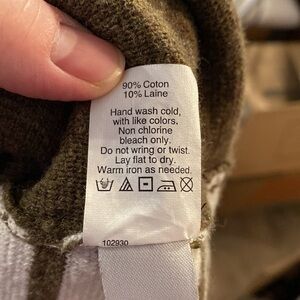 90% Coton
10% Laine
Hand wash cold,
with like colors.
Non chlorine
bleach only.
Do not wring or twist.
Lay flat to dry.
Warm iron as needed.
102930